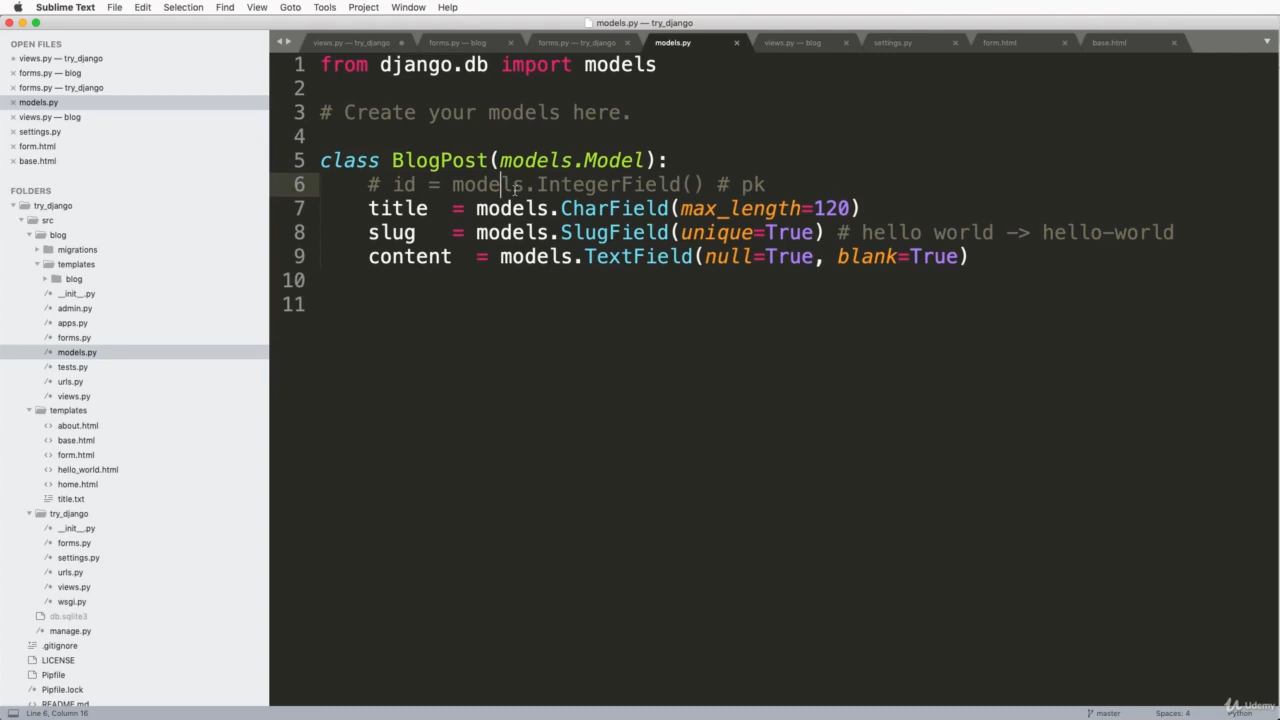 Sublime Text File Edit Selection Find View Goto Tools Project Window Help
models.py — try_django
OPEN FILES
views.py — try_django
forms.py — blog
forms.py — try_django
models.py
views.py — blog
settings.py
form.html
base.html
FOLDERS
try_django
src
blog
migrations
templates
blog
__init__.py
admin.py
apps.py
forms.py
models.py
tests.py
urls.py
views.py
templates
about.html
base.html
form.html
hello_world.html
home.html
title.txt
try_django
__init__.py
forms.py
settings.py
urls.py
views.py
wsgi.py
db.sqlite3
manage.py
.gitignore
LICENSE
Pipfile
Pipfile.lock
README.md
views.py — try_django forms.py — blog forms.py — try_django models.py views.py — blog settings.py form.html base.html
1 from django.db import models
2
3 # Create your models here.
4
5 class BlogPost(models.Model):
6 # id = models.IntegerField() # pk
7 title = models.CharField(max_length=120)
8 slug = models.SlugField(unique=True) # hello world -> hello-world
9 content = models.TextField(null=True, blank=True)
10
11
Line 6, Column 16 master Spaces: 4 Python
Udemy